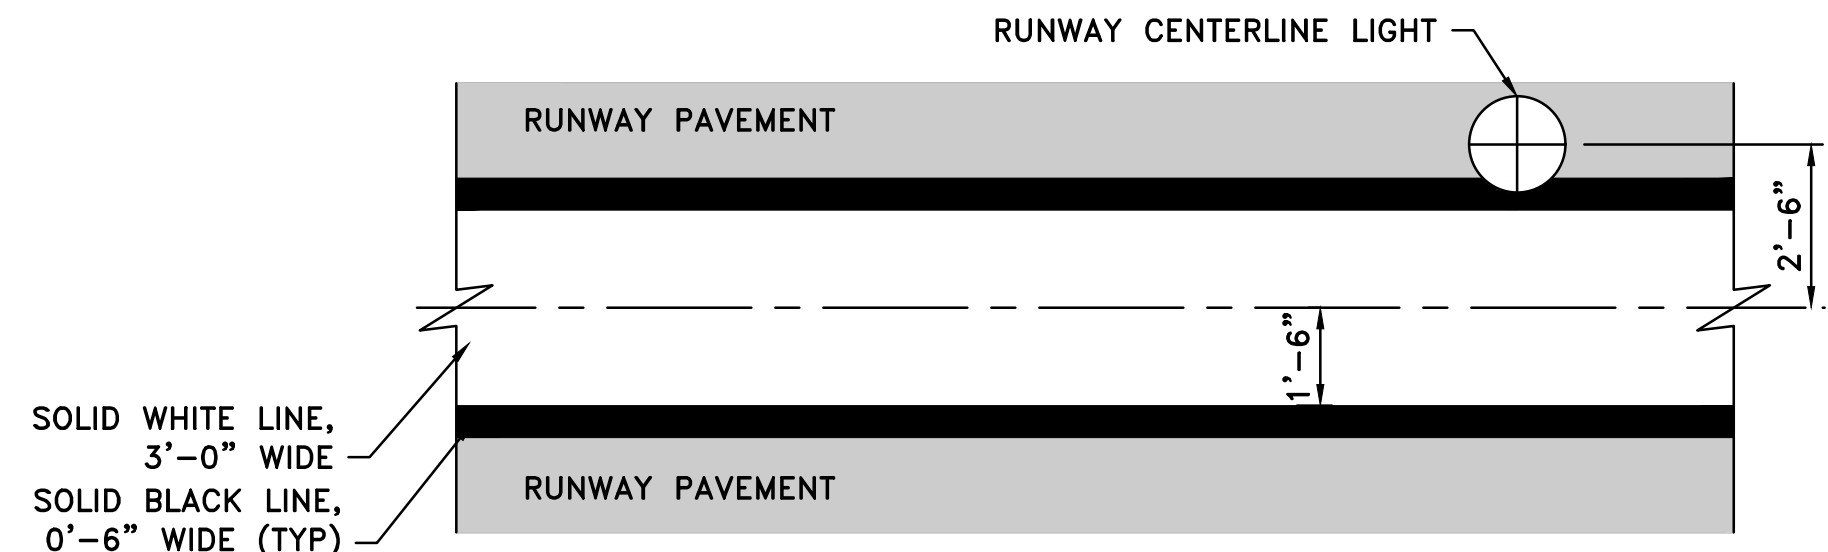 RUNWAY CENTERLINE LIGHT
RUNWAY PAVEMENT
2'-6"
1'-6"
SOLID WHITE LINE,
3'-0" WIDE
RUNWAY PAVEMENT
SOLID BLACK LINE,
0'-6" WIDE (TYP)